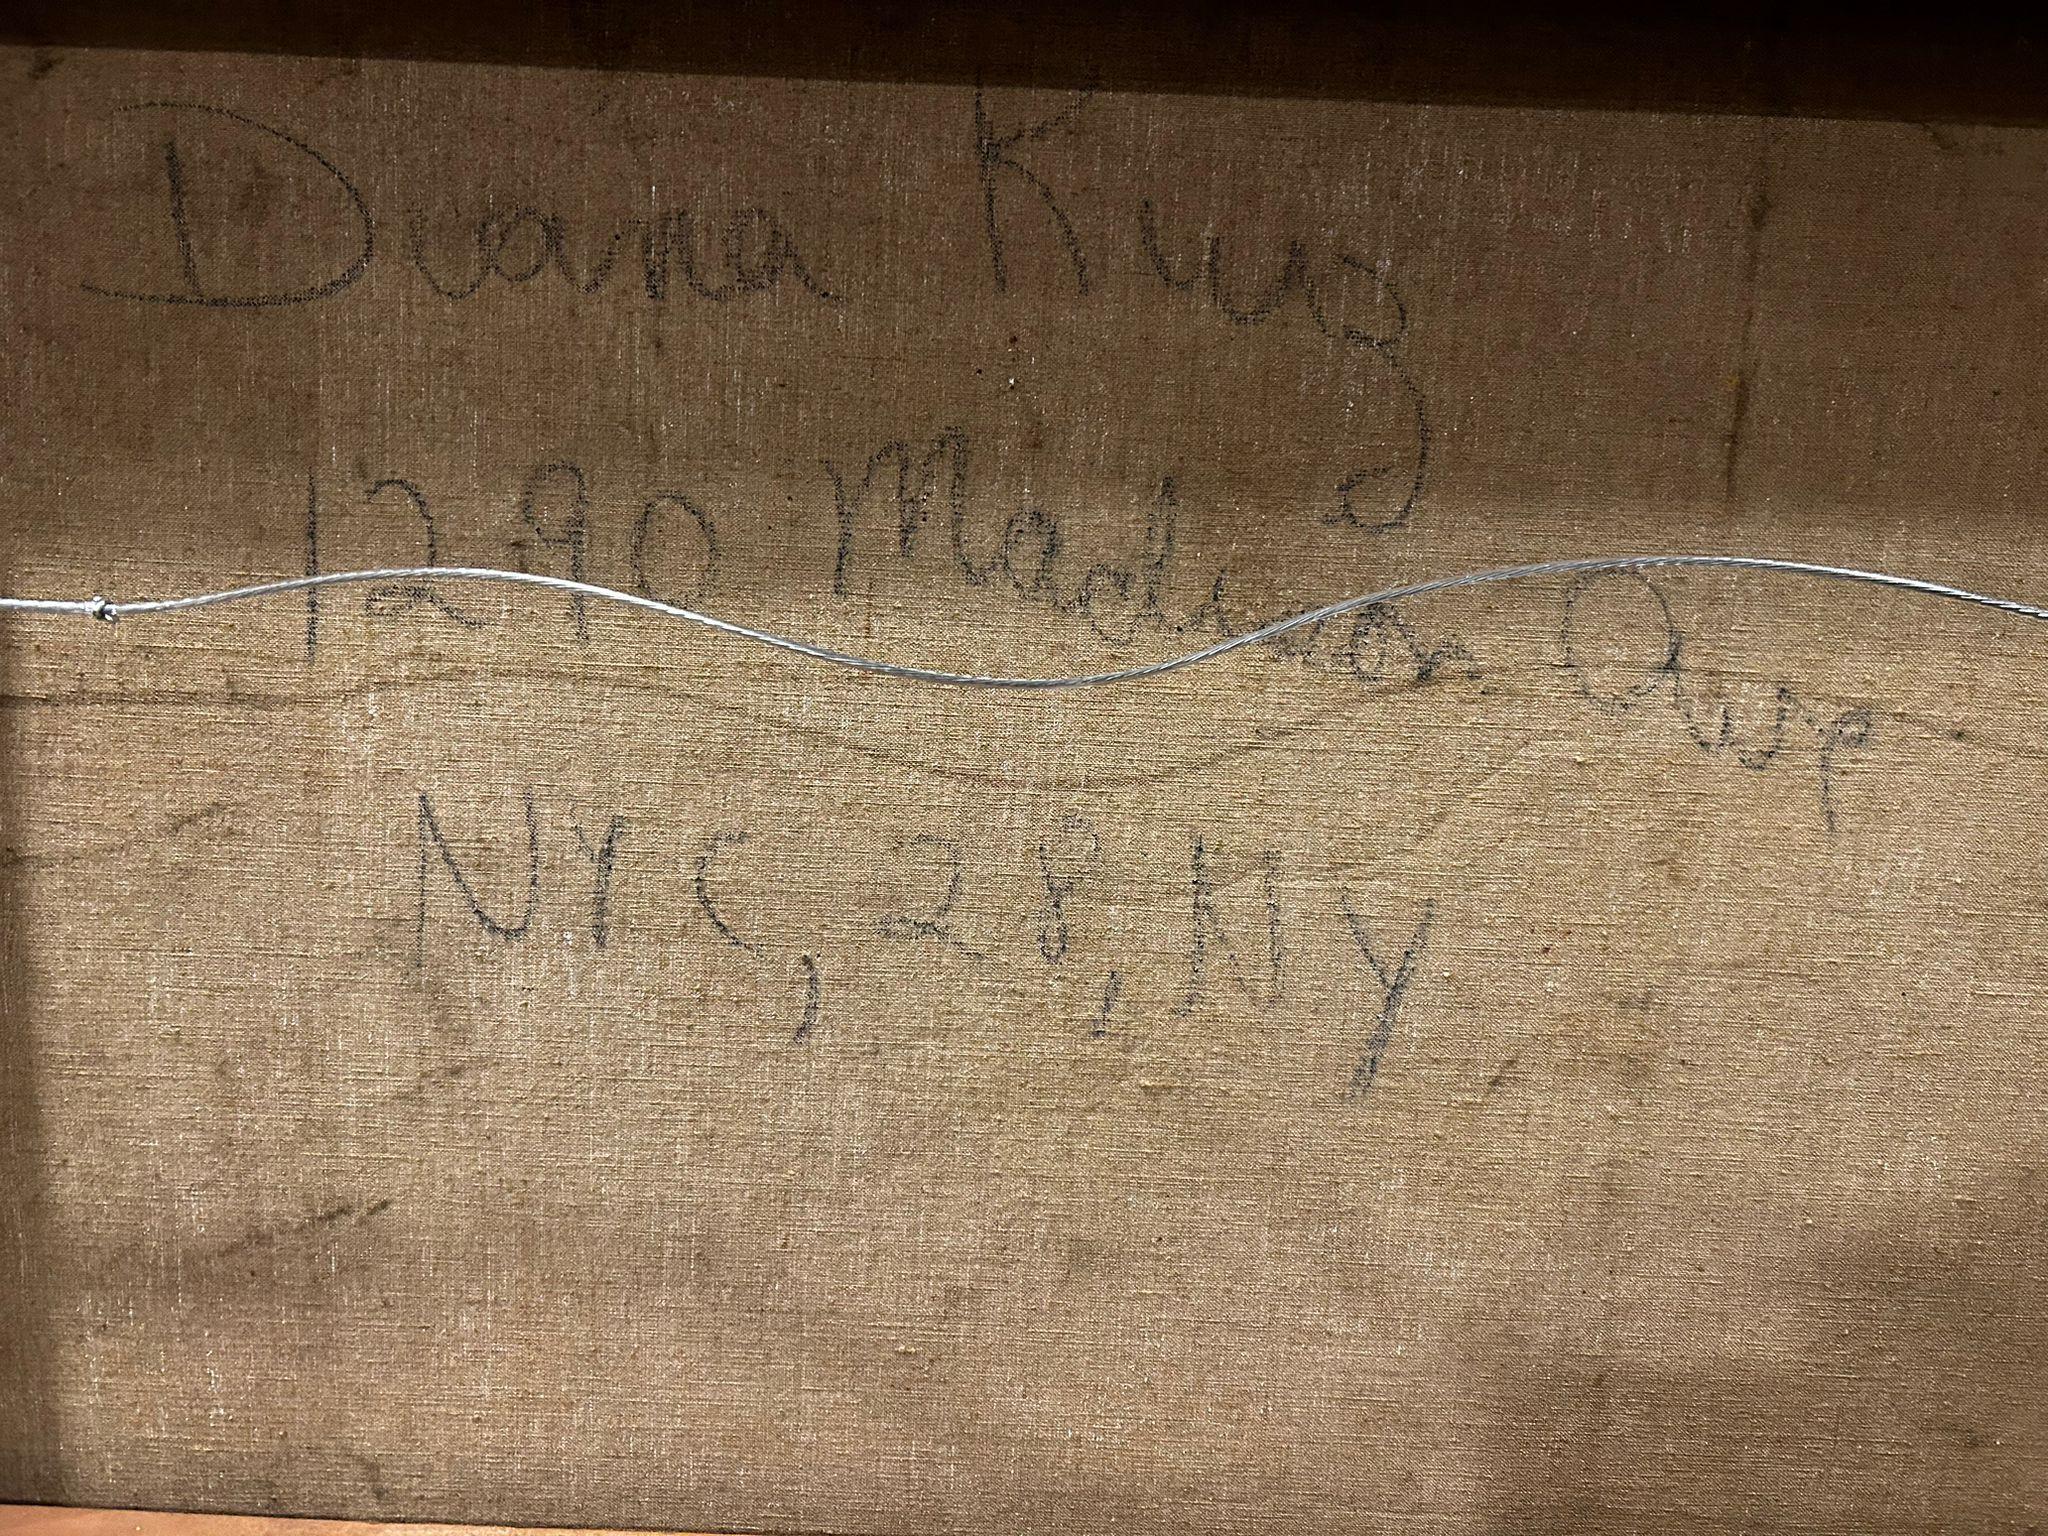 Diana Kurz
1290 Madison Ave
NYC, 28, NY